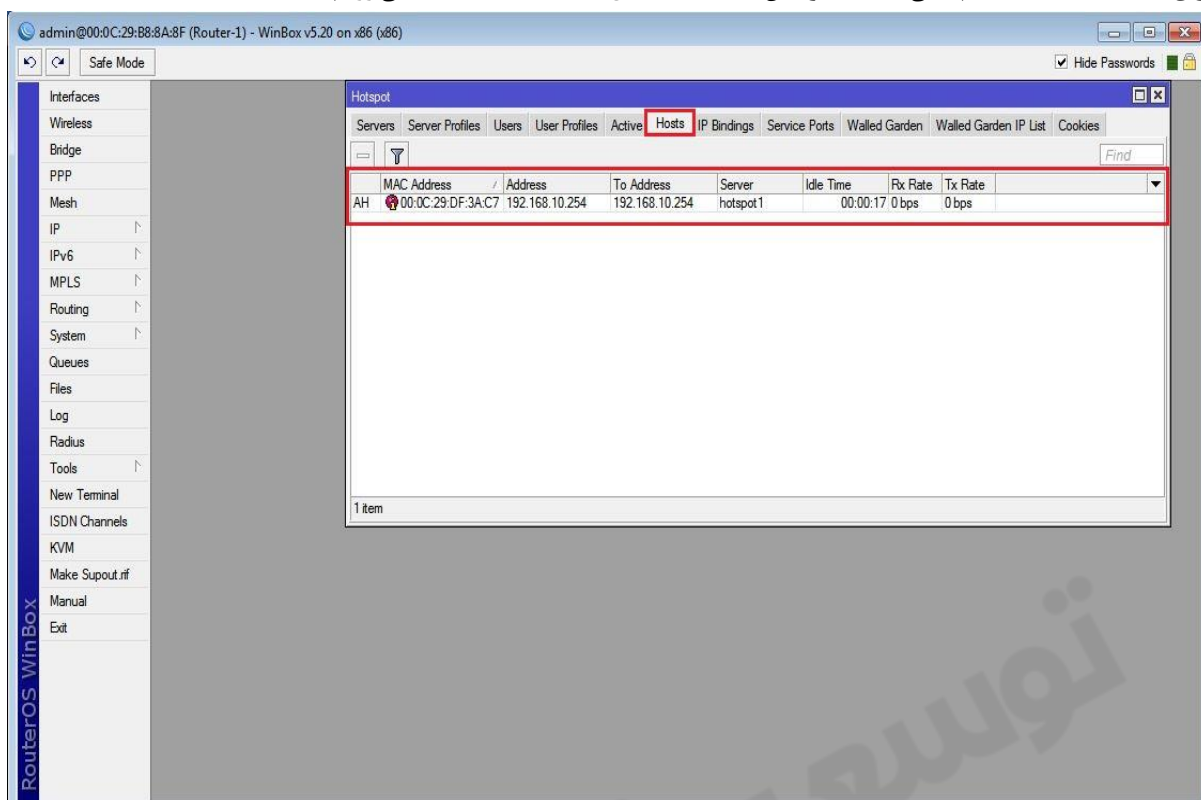 admin@00:0C:29:B8:8A:8F (Router-1) - WinBox v5.20 on x86 (x86)
Safe Mode
Hide Passwords
Interfaces
Wireless
Bridge
PPP
Mesh
IP
IPv6
MPLS
Routing
System
Queues
Files
Log
Radius
Tools
New Terminal
ISDN Channels
KVM
Make Supout.rif
Manual
Exit
RouterOS WinBox
Hotspot
Servers Server Profiles Users User Profiles Active Hosts IP Bindings Service Ports Walled Garden Walled Garden IP List Cookies
Find
MAC Address / Address To Address Server Idle Time Rx Rate Tx Rate
AH 00:0C:29:DF:3A:C7 192.168.10.254 192.168.10.254 hotspot1 00:00:17 0 bps 0 bps
1 item